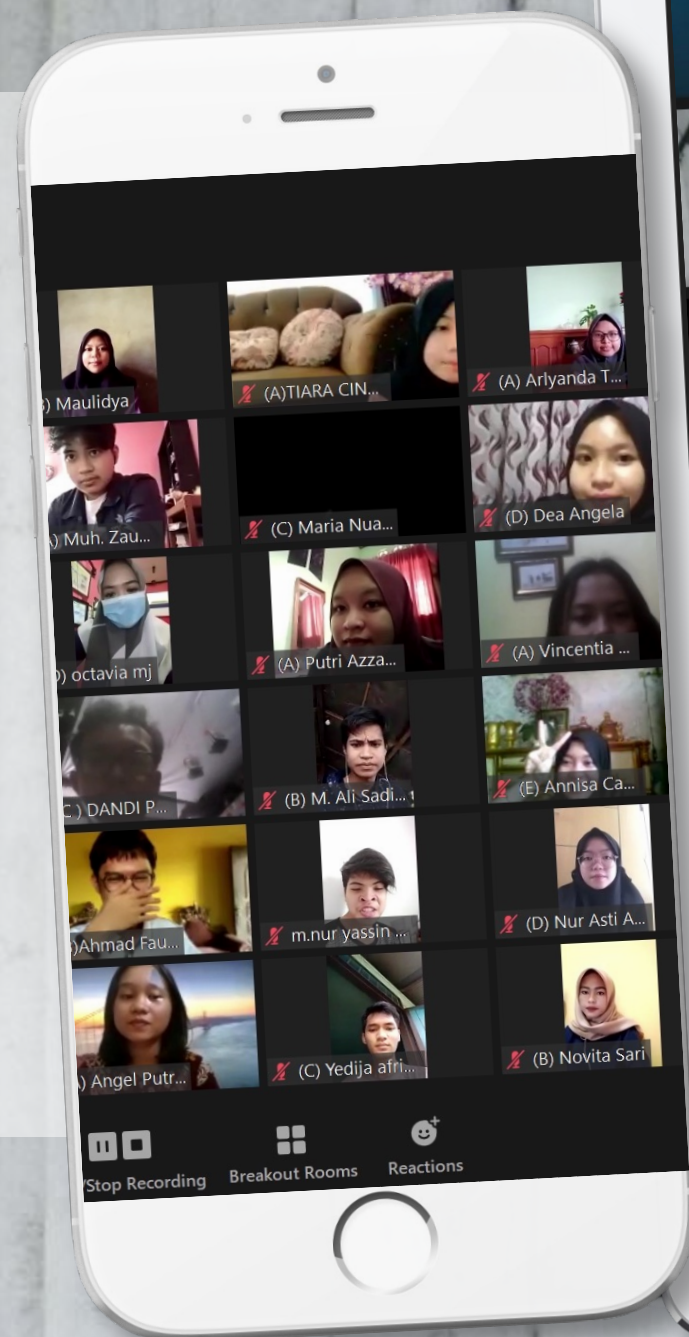 ) Maulidya
(A)TIARA CIN...
(A) Arlyanda T...
) Muh. Zau...
(C) Maria Nua...
(D) Dea Angela
) octavia mj
(A) Putri Azza...
(A) Vincentia ...
C ) DANDI P...
(B) M. Ali Sadi...
(E) Annisa Ca...
)Ahmad Fau...
m.nur yassin ...
(D) Nur Asti A...
) Angel Putr...
(C) Yedija afri...
(B) Novita Sari
/Stop Recording
Breakout Rooms
Reactions